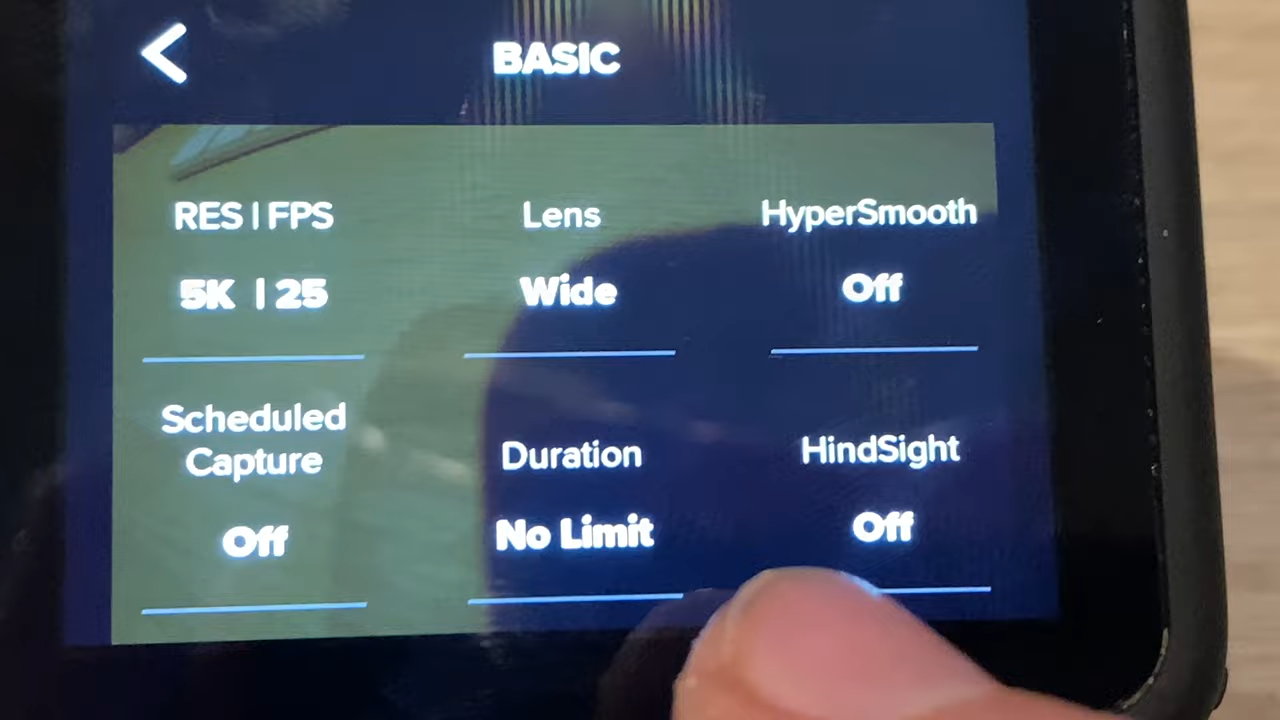 BASIC
RES | FPS
Lens
HyperSmooth
5K | 25
Wide
Off
Scheduled
Capture
Duration
HindSight
Off
No Limit
Off